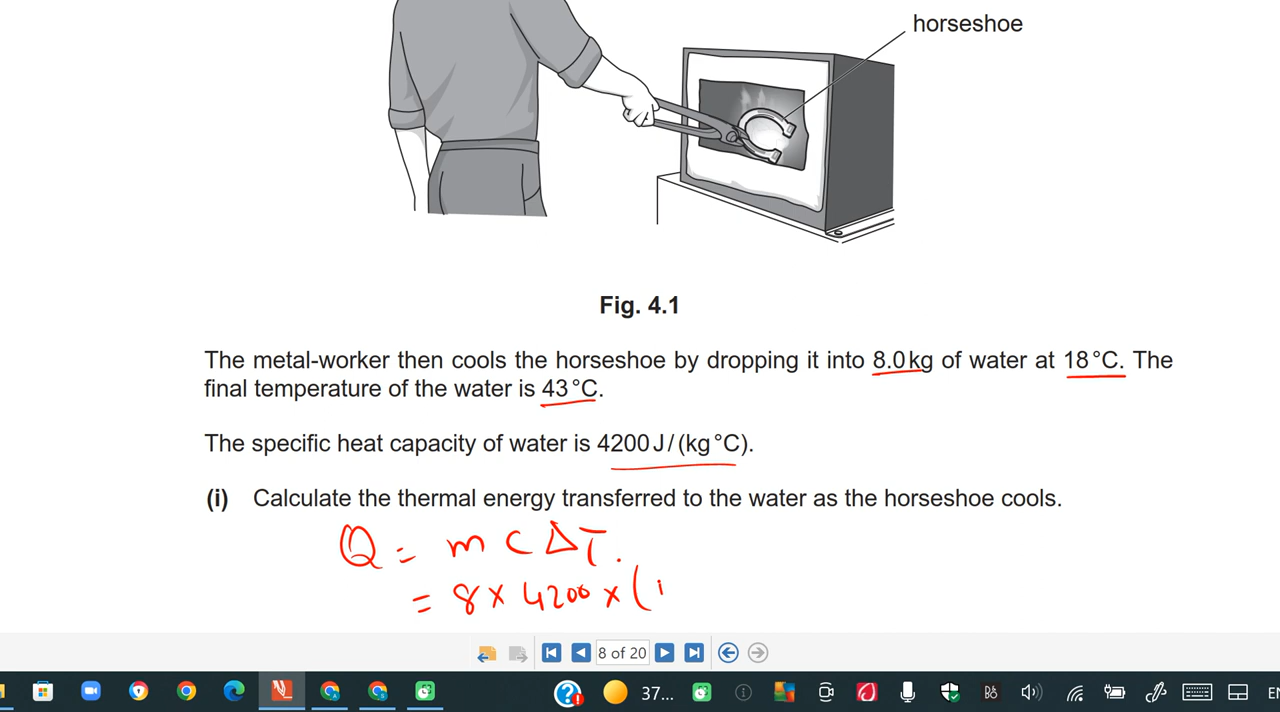 horseshoe
Fig. 4.1
The metal-worker then cools the horseshoe by dropping it into 8.0 kg of water at 18 °C. The
final temperature of the water is 43 °C.
The specific heat capacity of water is 4200 J / (kg °C).
(i) Calculate the thermal energy transferred to the water as the horseshoe cools.
Q = m C ΔT.
= 8 × 4200 × (1
8 of 20
37...
EN